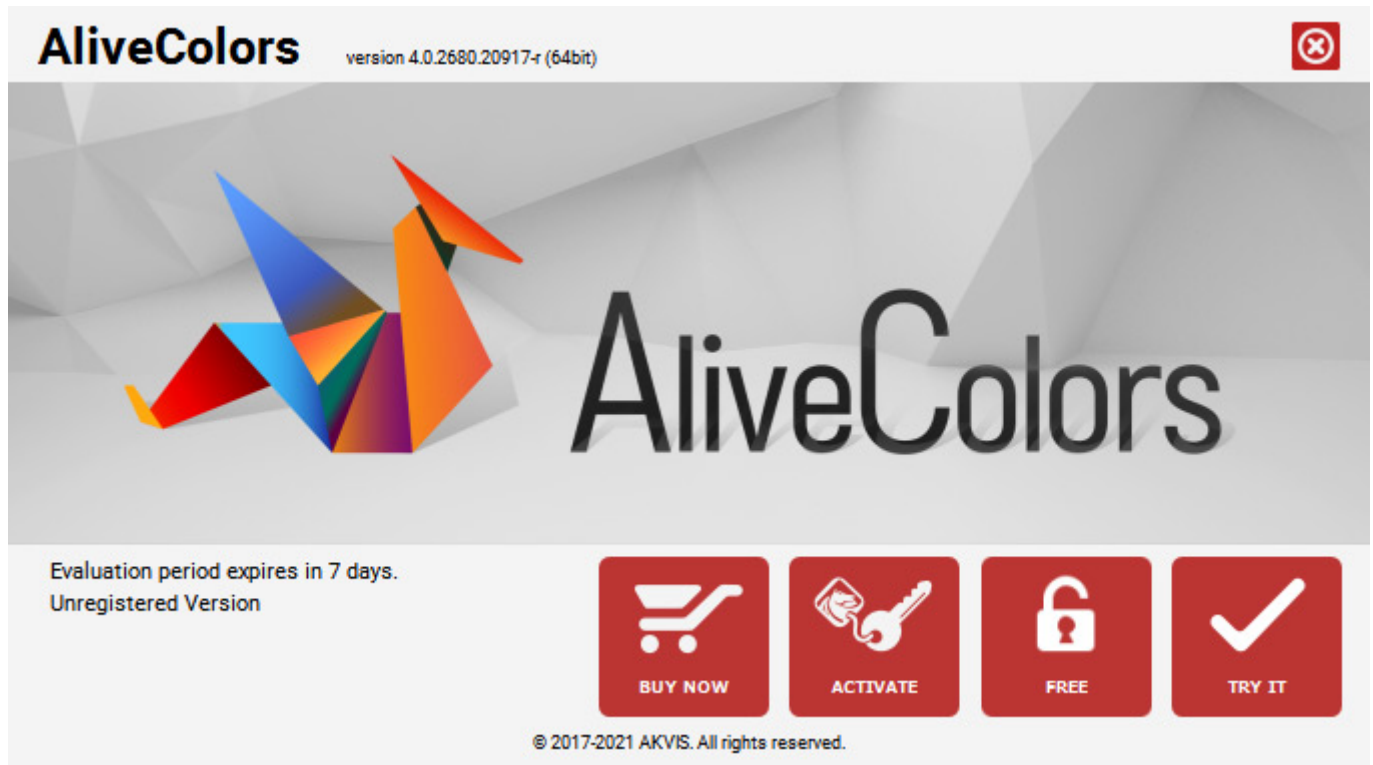 AliveColors version 4.0.2680.20917-r (64bit)
AliveColors
Evaluation period expires in 7 days.
Unregistered Version
BUY NOW ACTIVATE FREE TRY IT
© 2017-2021 AKVIS. All rights reserved.